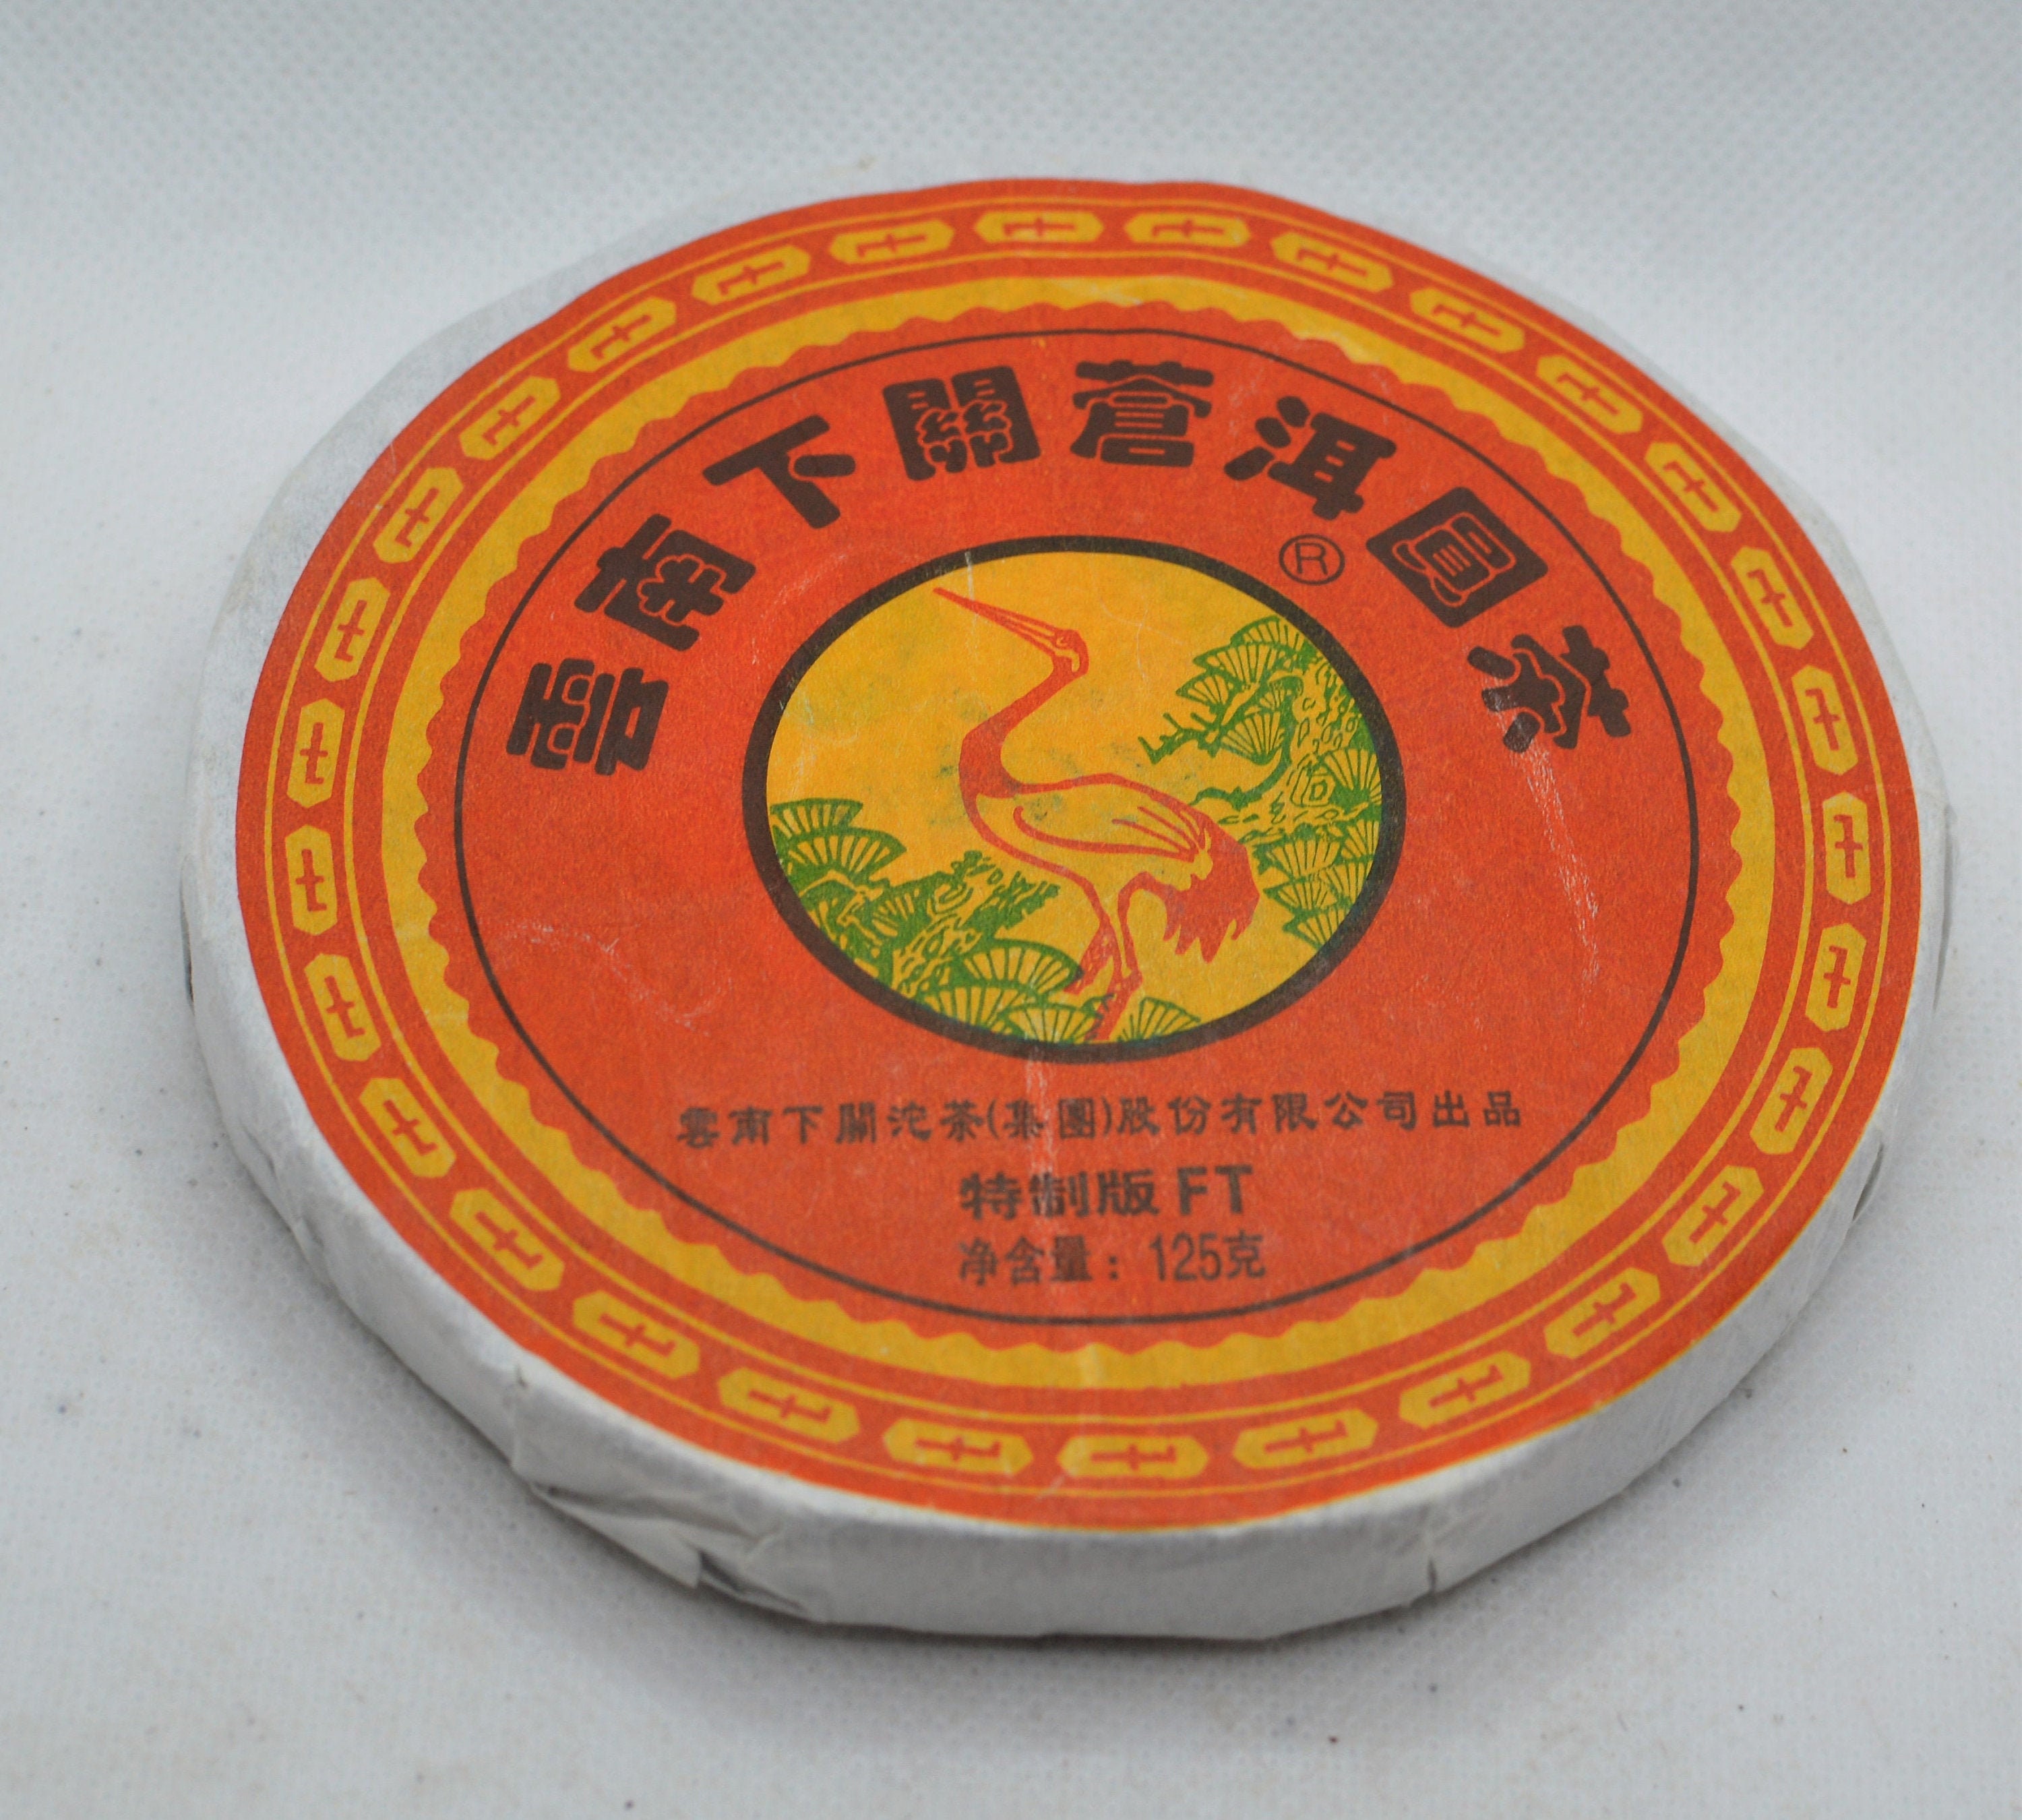 雲南下關蒼洱圓茶
®
雲南下關沱茶(集團)股份有限公司出品
特制版FT
净含量：125克